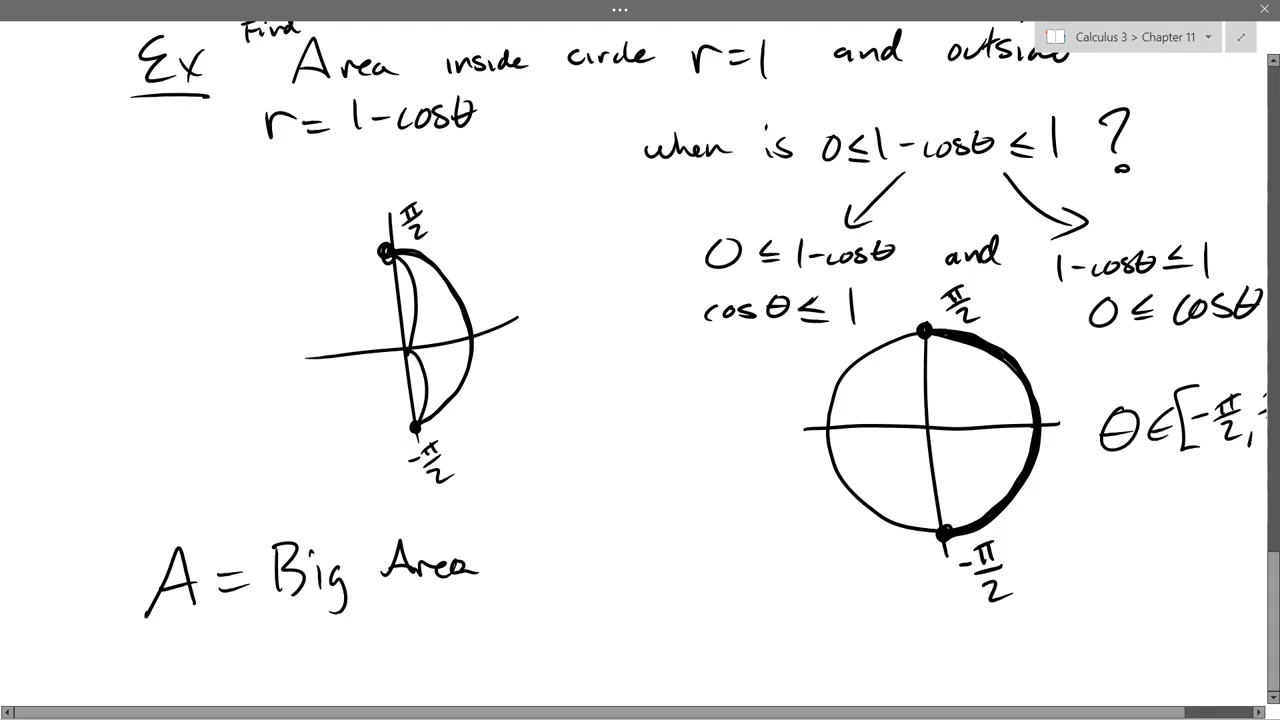 Calculus 3 > Chapter 11
Ex Find Area inside circle r=1 and outside
r= 1-cosθ
when is 0≤1-cosθ≤1 ?
0≤1-cosθ and 1-cosθ≤1
cosθ≤1 0≤cosθ
π/2
-π/2
π/2
-π/2
θ∈[-π/2,
A = Big Area